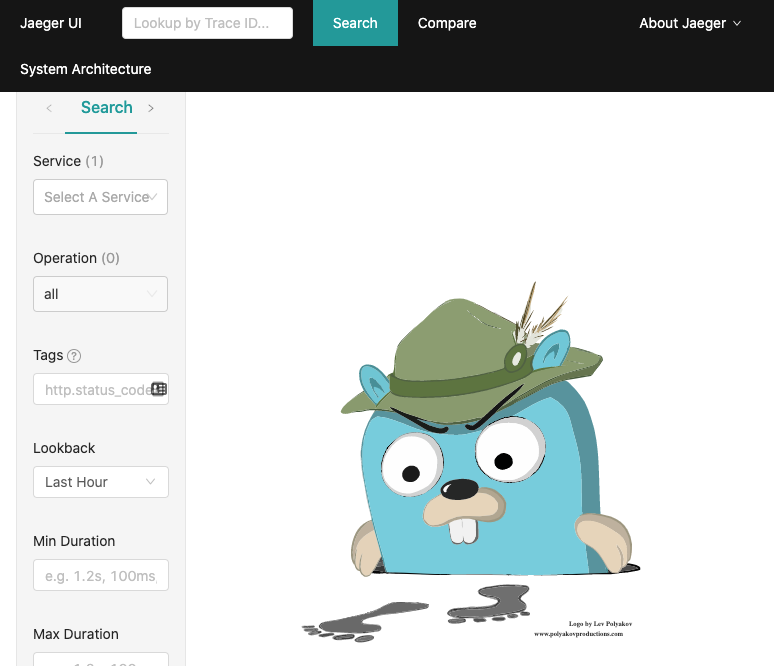 Jaeger UI
Lookup by Trace ID...
Search
Compare
About Jaeger
System Architecture
Search
Service (1)
Select A Service
Operation (0)
all
Tags
http.status_code
Lookback
Last Hour
Min Duration
e.g. 1.2s, 100ms,
Max Duration
Logo by Lev Polyakov
www.polyakovproductions.com